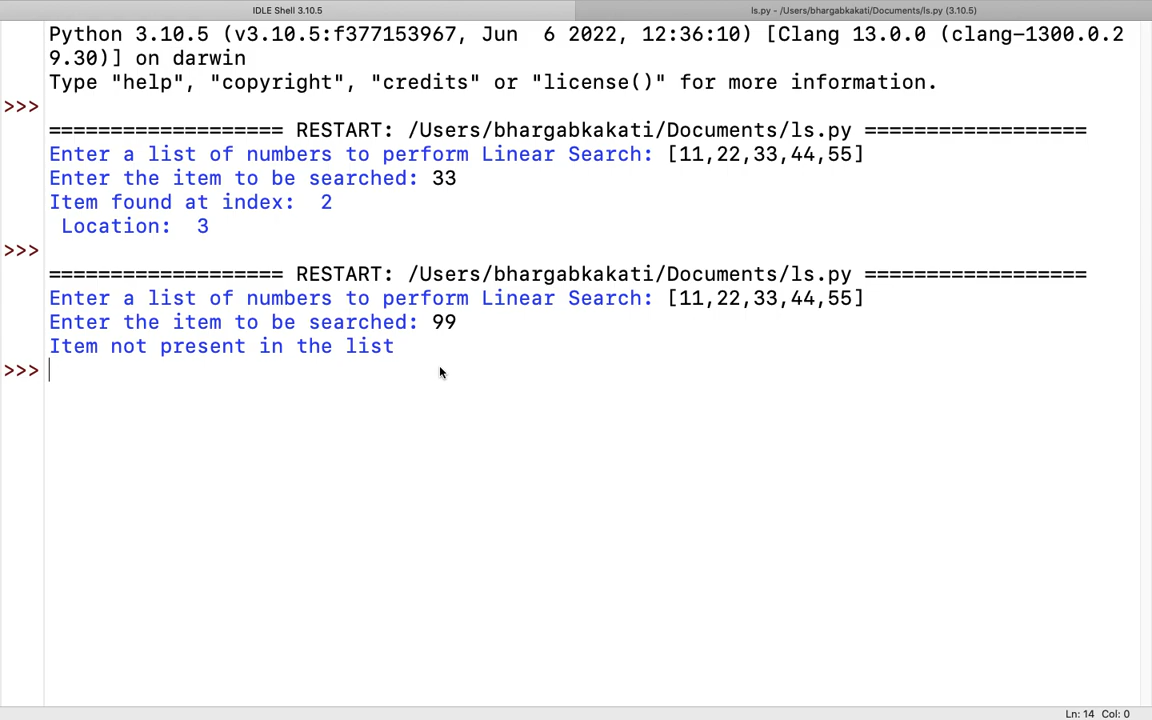 IDLE Shell 3.10.5
ls.py - /Users/bhargabkakati/Documents/ls.py (3.10.5)
Python 3.10.5 (v3.10.5:f377153967, Jun  6 2022, 12:36:10) [Clang 13.0.0 (clang-1300.0.2
9.30)] on darwin
Type "help", "copyright", "credits" or "license()" for more information.
>>>
=================== RESTART: /Users/bhargabkakati/Documents/ls.py ==================
Enter a list of numbers to perform Linear Search: [11,22,33,44,55]
Enter the item to be searched: 33
Item found at index:  2
 Location:  3
>>>
=================== RESTART: /Users/bhargabkakati/Documents/ls.py ==================
Enter a list of numbers to perform Linear Search: [11,22,33,44,55]
Enter the item to be searched: 99
Item not present in the list
>>>
Ln: 14 Col: 0